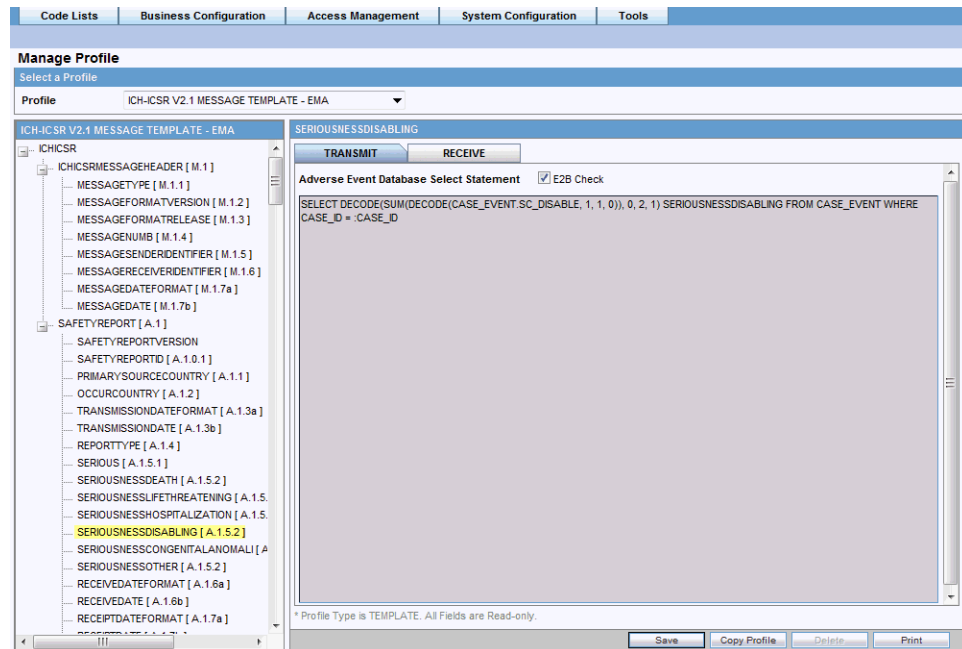 Code Lists Business Configuration Access Management System Configuration Tools
Manage Profile
Select a Profile
Profile ICH-ICSR V2.1 MESSAGE TEMPLATE - EMA
ICH-ICSR V2.1 MESSAGE TEMPLATE - EMA
ICHICSR
ICHICSRMESSAGEHEADER [ M.1 ]
MESSAGETYPE [ M.1.1 ]
MESSAGEFORMATVERSION [ M.1.2 ]
MESSAGEFORMATRELEASE [ M.1.3 ]
MESSAGENUMB [ M.1.4 ]
MESSAGESENDERIDENTIFIER [ M.1.5 ]
MESSAGERECEIVERIDENTIFIER [ M.1.6 ]
MESSAGEDATEFORMAT [ M.1.7a ]
MESSAGEDATE [ M.1.7b ]
SAFETYREPORT [ A.1 ]
SAFETYREPORTVERSION
SAFETYREPORTID [ A.1.0.1 ]
PRIMARYSOURCECOUNTRY [ A.1.1 ]
OCCURCOUNTRY [ A.1.2 ]
TRANSMISSIONDATEFORMAT [ A.1.3a ]
TRANSMISSIONDATE [ A.1.3b ]
REPORTTYPE [ A.1.4 ]
SERIOUS [ A.1.5.1 ]
SERIOUSNESSDEATH [ A.1.5.2 ]
SERIOUSNESSLIFETHREATENING [ A.1.5.
SERIOUSNESSHOSPITALIZATION [ A.1.5.
SERIOUSNESSDISABLING [ A.1.5.2 ]
SERIOUSNESSCONGENITALANOMALI [ A
SERIOUSNESSOTHER [ A.1.5.2 ]
RECEIVEDATEFORMAT [ A.1.6a ]
RECEIVEDATE [ A.1.6b ]
RECEIPTDATEFORMAT [ A.1.7a ]
SERIOUSNESSDISABLING
TRANSMIT RECEIVE
Adverse Event Database Select Statement E2B Check
SELECT DECODE(SUM(DECODE(CASE_EVENT.SC_DISABLE, 1, 1, 0)), 0, 2, 1) SERIOUSNESSDISABLING FROM CASE_EVENT WHERE
CASE_ID = :CASE_ID
* Profile Type is TEMPLATE. All Fields are Read-only.
Save Copy Profile Delete Print